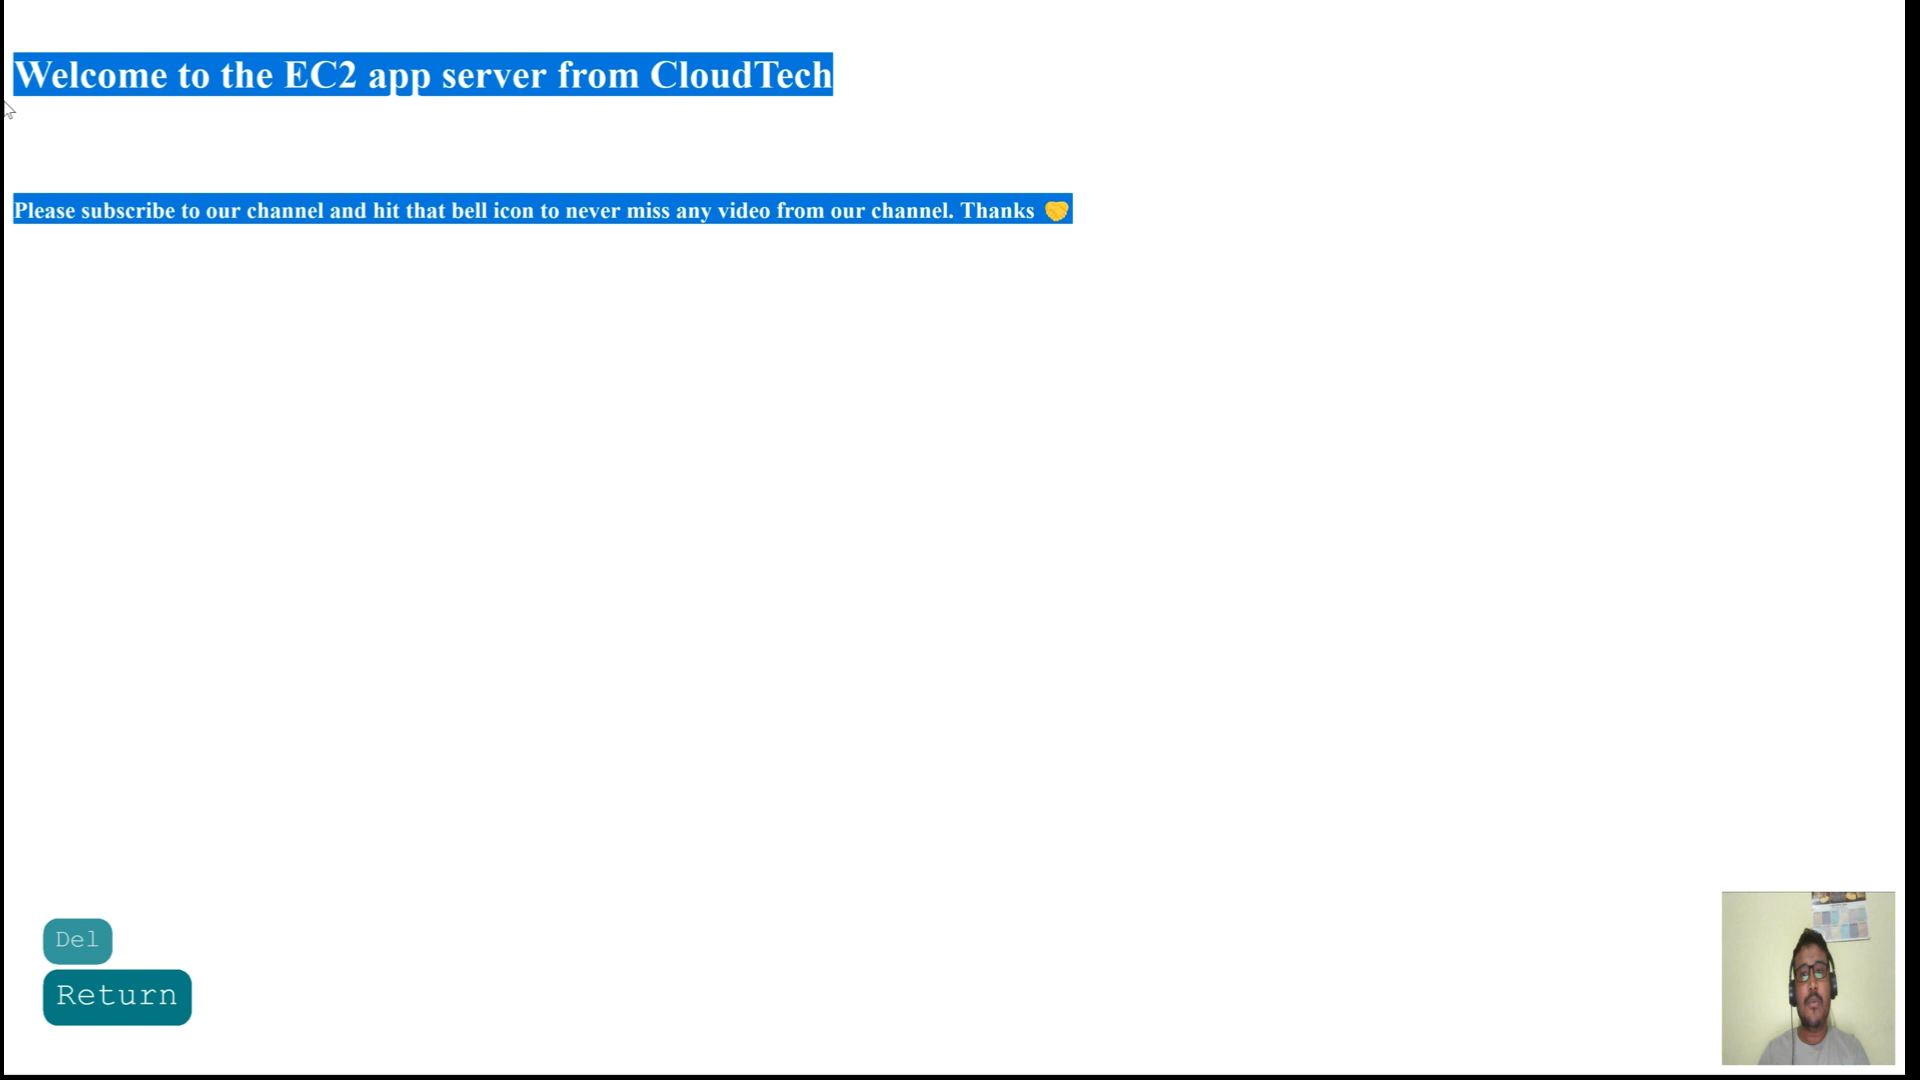 Welcome to the EC2 app server from CloudTech
Please subscribe to our channel and hit that bell icon to never miss any video from our channel. Thanks 🤝
Del
Return